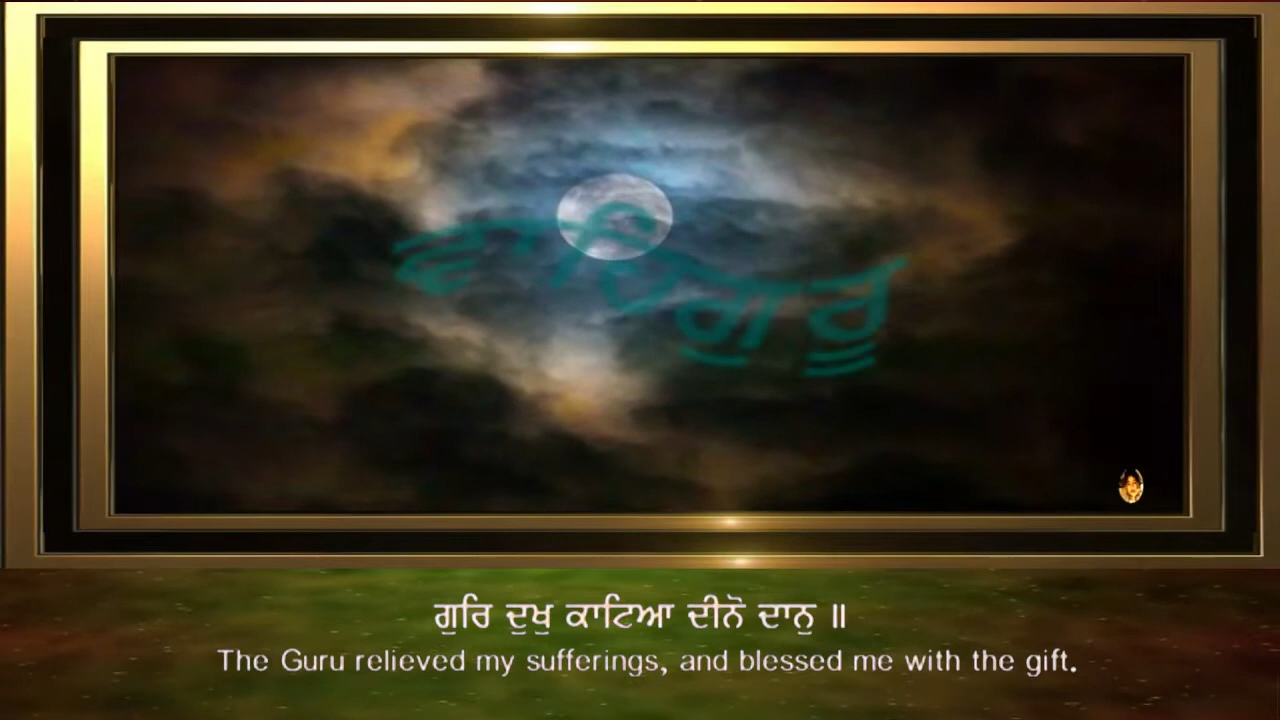 ਵਾਹਿਗੁਰੂ
ਗੁਰਿ ਦੁਖੁ ਕਾਟਿਆ ਦੀਨੋ ਦਾਨੁ ॥
The Guru relieved my sufferings, and blessed me with the gift.